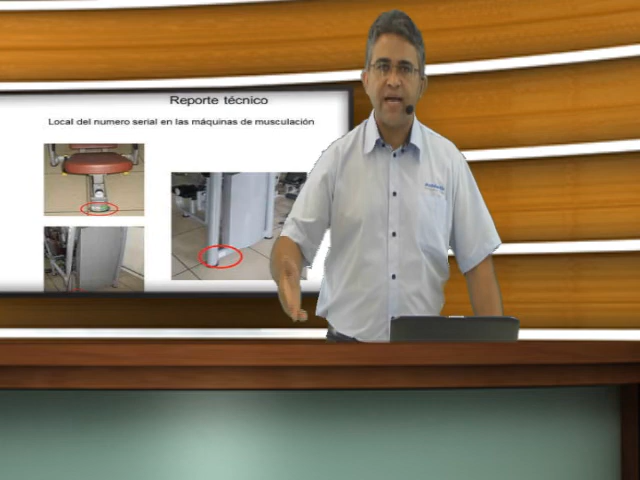 Reporte técnico
Local del numero serial en las máquinas de musculación